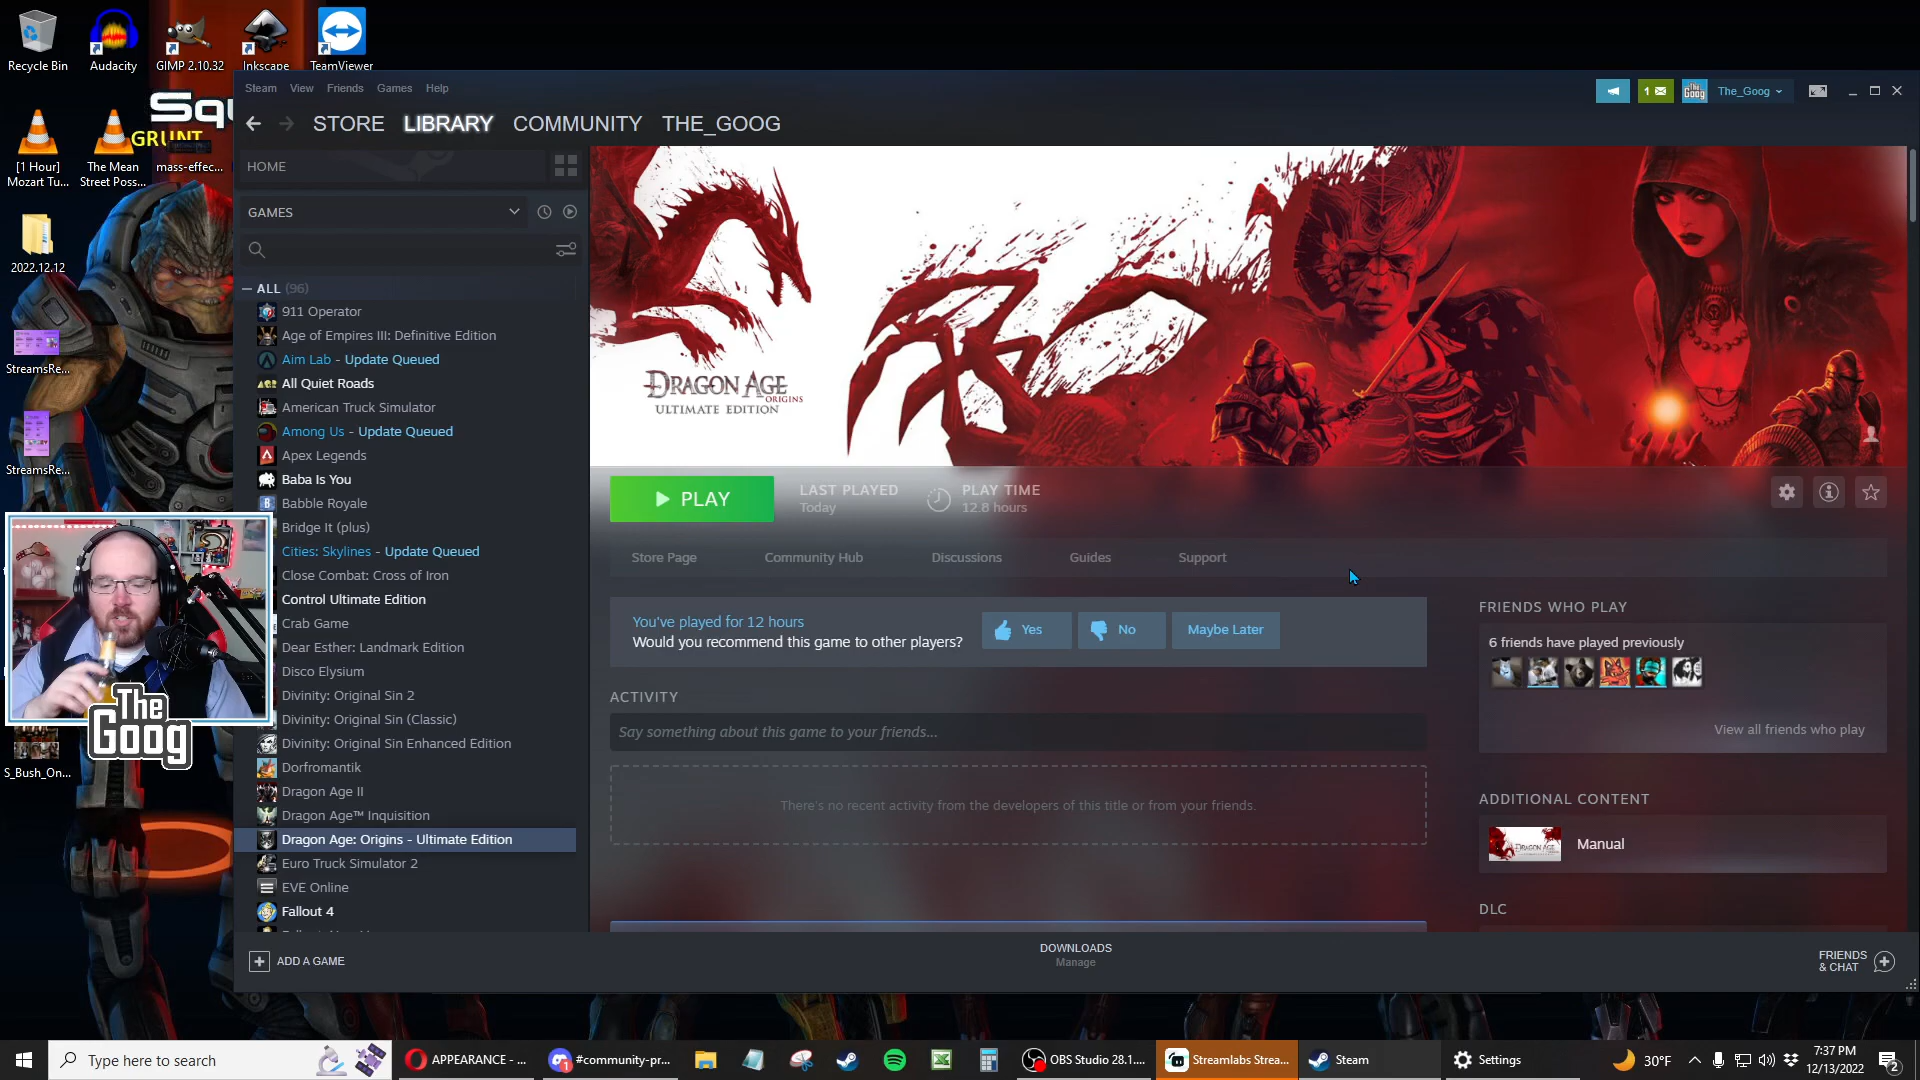 Recycle Bin
Audacity
GIMP 2.10.32
Inkscape
TeamViewer
[1 Hour] Mozart Tu...
The Mean Street Poss...
mass-effec...
GRUNT
2022.12.12
StreamsRe...
StreamsRe...
S_Bush_On...
The Goog
Steam View Friends Games Help
1
The Goog
The_Goog
STORE LIBRARY COMMUNITY THE_GOOG
HOME
GAMES
ALL (96)
911 Operator
Age of Empires III: Definitive Edition
Aim Lab - Update Queued
All Quiet Roads
American Truck Simulator
Among Us - Update Queued
Apex Legends
Baba Is You
Babble Royale
Bridge It (plus)
Cities: Skylines - Update Queued
Close Combat: Cross of Iron
Control Ultimate Edition
Crab Game
Dear Esther: Landmark Edition
Disco Elysium
Divinity: Original Sin 2
Divinity: Original Sin (Classic)
Divinity: Original Sin Enhanced Edition
Dorfromantik
Dragon Age II
Dragon Age™ Inquisition
Dragon Age: Origins - Ultimate Edition
Euro Truck Simulator 2
EVE Online
Fallout 4
ADD A GAME
DRAGON AGE
ORIGINS
ULTIMATE EDITION
PLAY
LAST PLAYED
Today
PLAY TIME
12.8 hours
Store Page
Community Hub
Discussions
Guides
Support
You've played for 12 hours
Would you recommend this game to other players?
Yes
No
Maybe Later
ACTIVITY
Say something about this game to your friends...
There's no recent activity from the developers of this title or from your friends.
FRIENDS WHO PLAY
6 friends have played previously
View all friends who play
ADDITIONAL CONTENT
Manual
DLC
DOWNLOADS
Manage
FRIENDS
& CHAT
Type here to search
APPEARANCE - ...
#community-pr...
OBS Studio 28.1....
Streamlabs Strea...
Steam
Settings
30°F
7:37 PM
12/13/2022
2